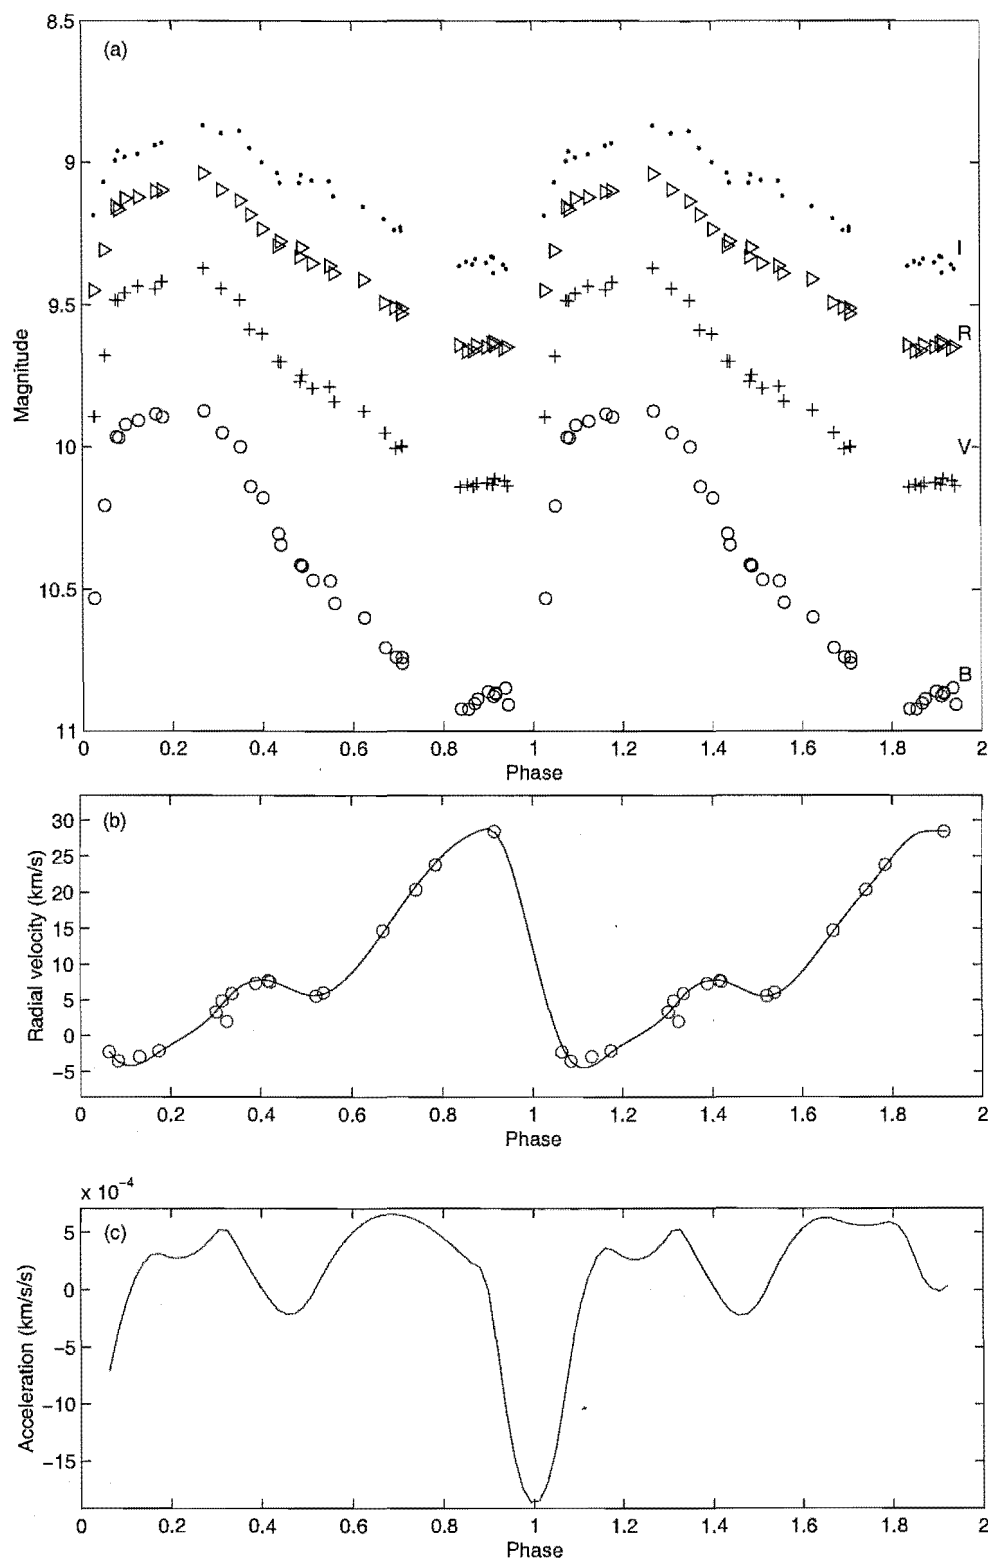 8.5
(a)
9
I
9.5
R
Magnitude
10
V
10.5
B
11
0 0.2 0.4 0.6 0.8 1 1.2 1.4 1.6 1.8 2
Phase
30
(b)
25
20
15
10
5
0
−5
Radial velocity (km/s)
0 0.2 0.4 0.6 0.8 1 1.2 1.4 1.6 1.8 2
Phase
x 10⁻⁴
5
(c)
0
−5
−10
−15
Acceleration (km/s/s)
0 0.2 0.4 0.6 0.8 1 1.2 1.4 1.6 1.8 2
Phase